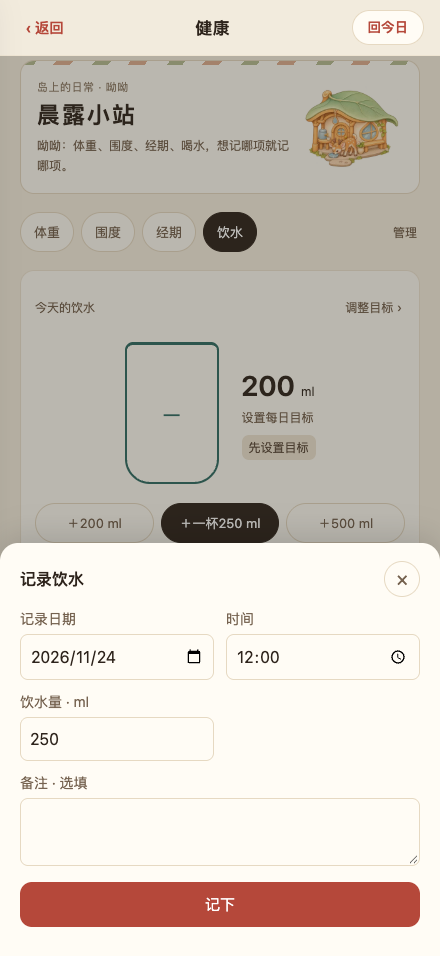 ‹ 返回
健康
回今日
岛上的日常 · 呦呦
晨露小站
呦呦：体重、围度、经期、喝水，想记哪项就记
哪项。
体重
围度
经期
饮水
管理
今天的饮水
调整目标 ›
—
200 ml
设置每日目标
先设置目标
＋200 ml
＋一杯250 ml
＋500 ml
记录饮水
×
记录日期
时间
2026/11/24
12:00
饮水量 · ml
250
备注 · 选填
记下